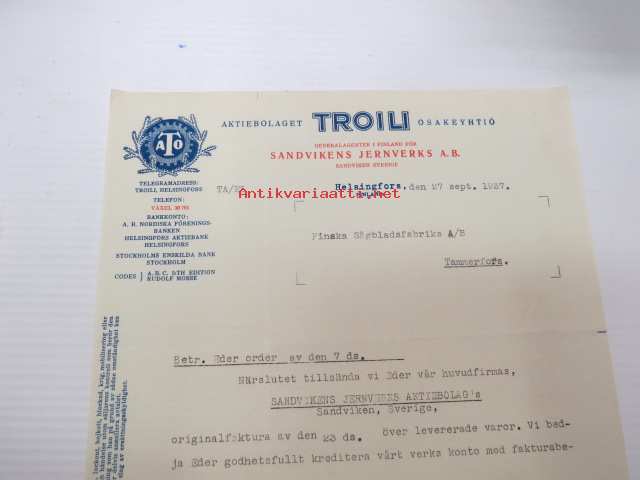 AKTIEBOLAGET TROILI OSAKEYHTIÖ
GENERALAGENTER I FINLAND FÖR
SANDVIKENS JERNVERKS A.B.
SANDVIKEN SVERIGE
ATO
TELEGRAMADRESS:
TROILI, HELSINGFORS
TELEFON:
VÄXEL
BANKKONTO:
A. B. NORDISKA FÖRENINGS-
BANKEN
HELSINGFORS AKTIEBANK
HELSINGFORS
STOCKHOLMS ENSKILDA BANK
STOCKHOLM
CODES A.B.C. 5TH EDITION
RUDOLF MOSSE
Antikvariaatti.net
Helsingfors, den 27 sept. 1927.
Finska Sågbladsfabriks A/B
Tammerfors.
Betr. Eder order av den 7 ds.
Närslutet tillsända vi Eder vår huvudfirmas,
SANDVIKENS JERNVERKS AKTIEBOLAG's
Sandviken, Sverige,
originalfaktura av den 23 ds. över levererade varor. Vi bed-
ja Eder godhetsfullt kreditera vårt verks konto med fakturabe-